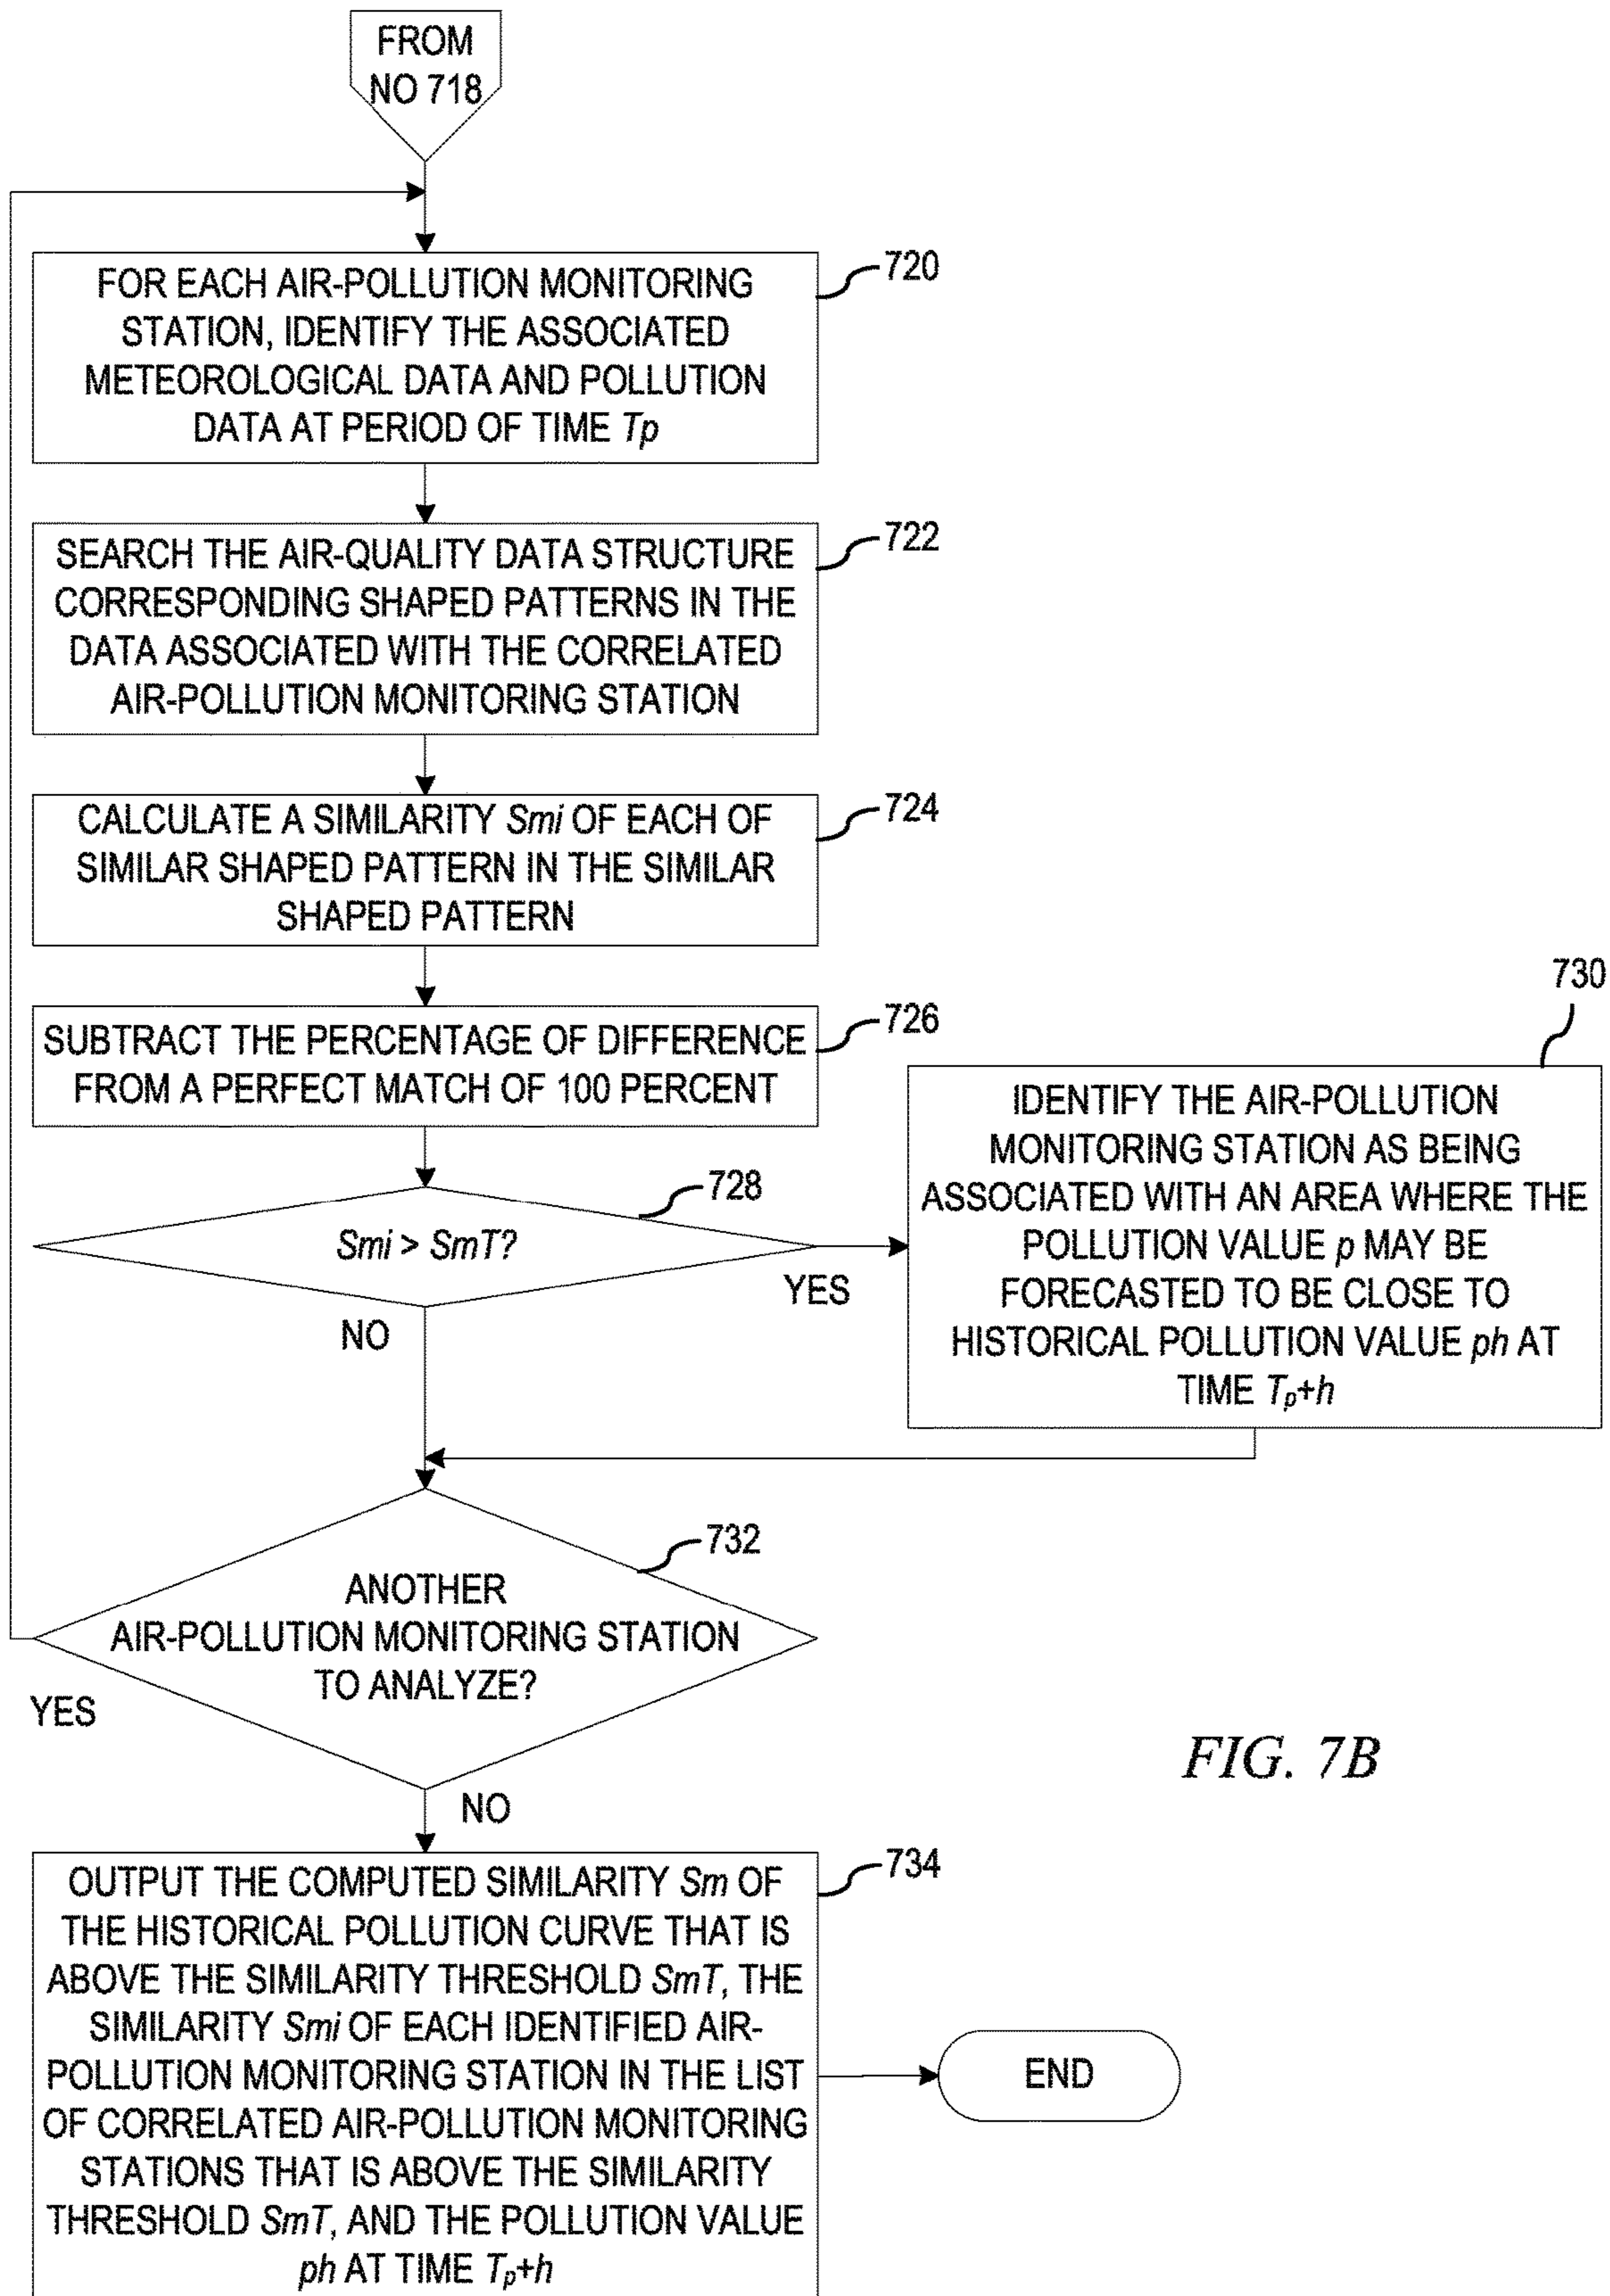 FROM
NO 718
FOR EACH AIR-POLLUTION MONITORING
STATION, IDENTIFY THE ASSOCIATED
METEOROLOGICAL DATA AND POLLUTION
DATA AT PERIOD OF TIME Tp
720
SEARCH THE AIR-QUALITY DATA STRUCTURE
CORRESPONDING SHAPED PATTERNS IN THE
DATA ASSOCIATED WITH THE CORRELATED
AIR-POLLUTION MONITORING STATION
722
CALCULATE A SIMILARITY Smi OF EACH OF
SIMILAR SHAPED PATTERN IN THE SIMILAR
SHAPED PATTERN
724
SUBTRACT THE PERCENTAGE OF DIFFERENCE
FROM A PERFECT MATCH OF 100 PERCENT
726
Smi > SmT?
728
YES
NO
730
IDENTIFY THE AIR-POLLUTION
MONITORING STATION AS BEING
ASSOCIATED WITH AN AREA WHERE THE
POLLUTION VALUE p MAY BE
FORECASTED TO BE CLOSE TO
HISTORICAL POLLUTION VALUE ph AT
TIME Tp+h
732
ANOTHER
AIR-POLLUTION MONITORING STATION
TO ANALYZE?
YES
NO
FIG. 7B
734
OUTPUT THE COMPUTED SIMILARITY Sm OF
THE HISTORICAL POLLUTION CURVE THAT IS
ABOVE THE SIMILARITY THRESHOLD SmT, THE
SIMILARITY Smi OF EACH IDENTIFIED AIR-
POLLUTION MONITORING STATION IN THE LIST
OF CORRELATED AIR-POLLUTION MONITORING
STATIONS THAT IS ABOVE THE SIMILARITY
THRESHOLD SmT, AND THE POLLUTION VALUE
ph AT TIME Tp+h
END